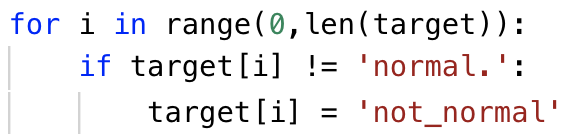 for i in range(0,len(target)):
    if target[i] != 'normal.':
        target[i] = 'not_normal'